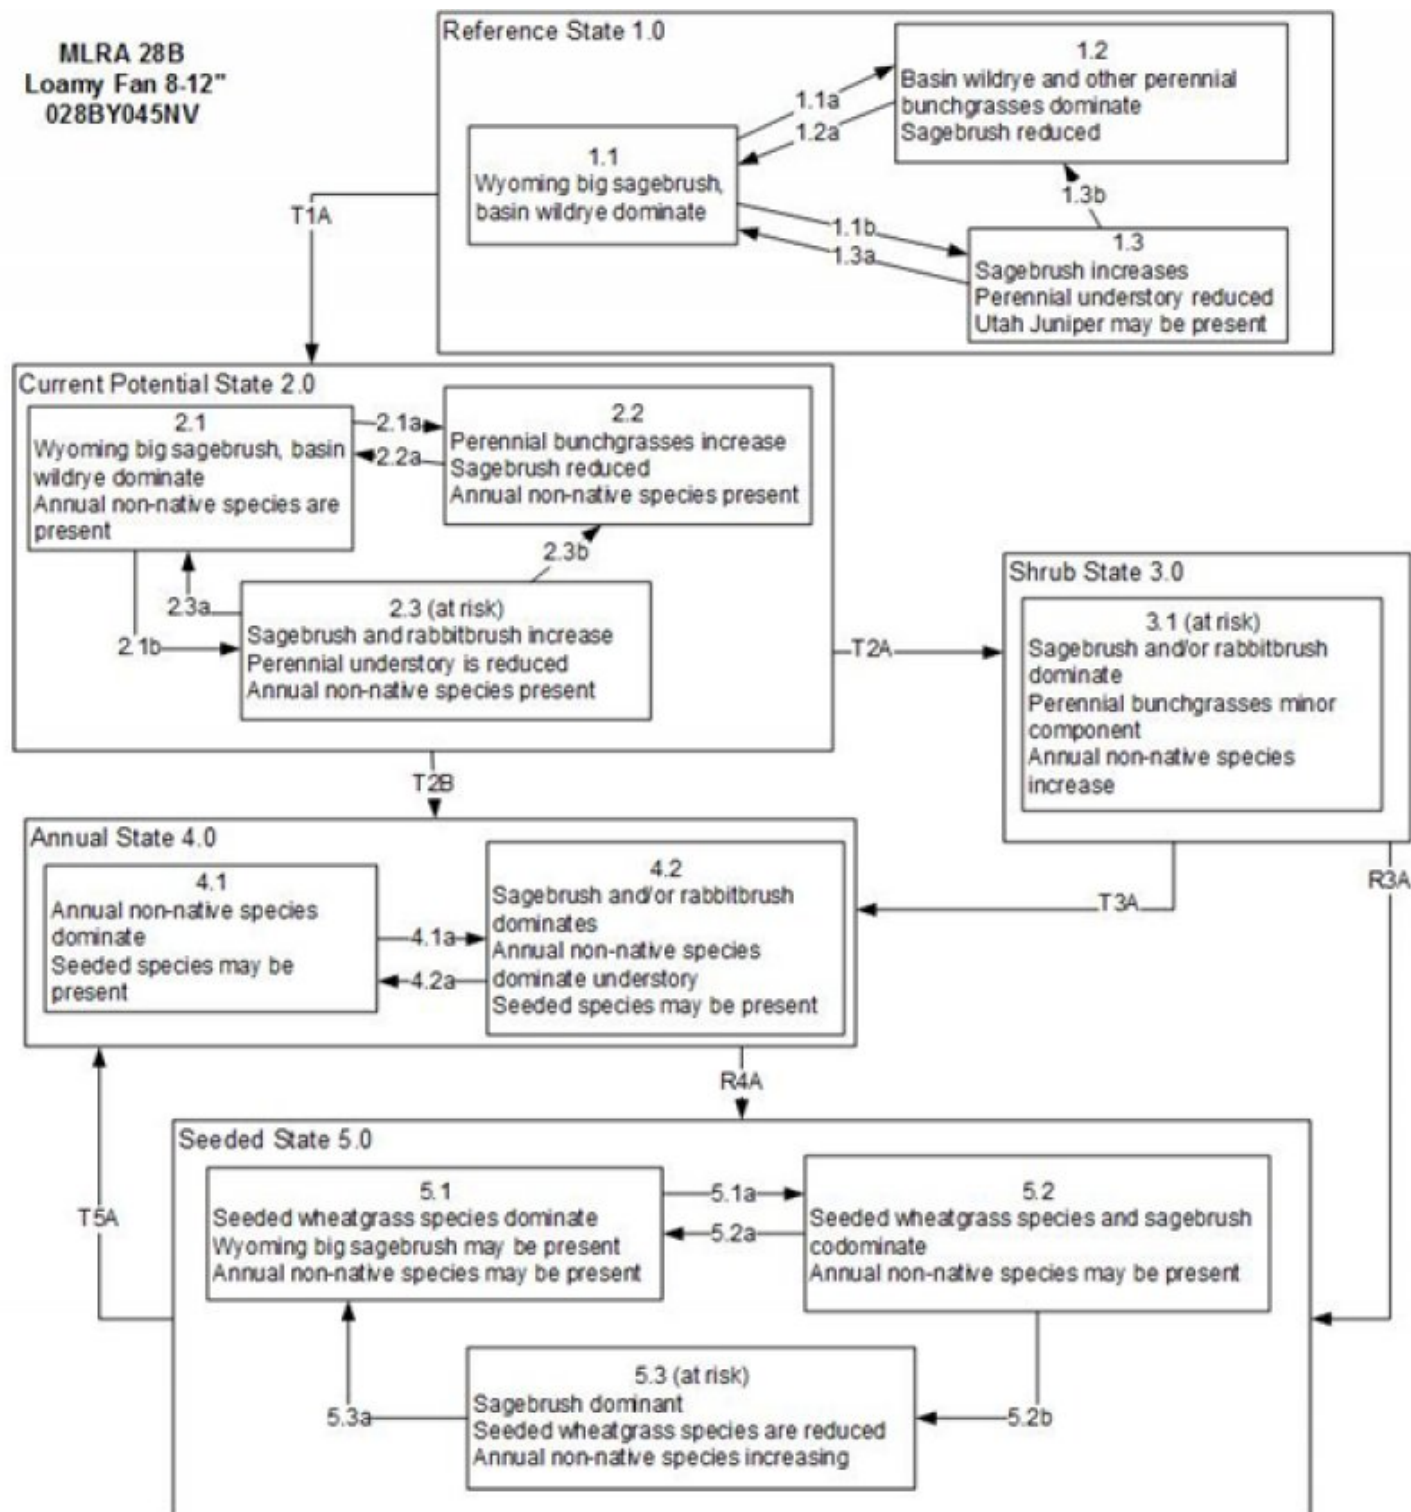 MLRA 28B
Loamy Fan 8-12"
028BY045NV
Reference State 1.0
1.1
Wyoming big sagebrush,
basin wildrye dominate
1.1a
1.2a
1.2
Basin wildrye and other perennial
bunchgrasses dominate
Sagebrush reduced
1.3b
1.1b
1.3a
1.3
Sagebrush increases
Perennial understory reduced
Utah Juniper may be present
T1A
Current Potential State 2.0
2.1
Wyoming big sagebrush, basin
wildrye dominate
Annual non-native species are
present
2.1a
2.2a
2.2
Perennial bunchgrasses increase
Sagebrush reduced
Annual non-native species present
2.3b
2.3a
2.1b
2.3 (at risk)
Sagebrush and rabbitbrush increase
Perennial understory is reduced
Annual non-native species present
T2A
Shrub State 3.0
3.1 (at risk)
Sagebrush and/or rabbitbrush
dominate
Perennial bunchgrasses minor
component
Annual non-native species
increase
T2B
Annual State 4.0
4.1
Annual non-native species
dominate
Seeded species may be
present
4.1a
4.2a
4.2
Sagebrush and/or rabbitbrush
dominates
Annual non-native species
dominate understory
Seeded species may be present
T3A
R3A
R4A
T5A
Seeded State 5.0
5.1
Seeded wheatgrass species dominate
Wyoming big sagebrush may be present
Annual non-native species may be present
5.1a
5.2a
5.2
Seeded wheatgrass species and sagebrush
codominate
Annual non-native species may be present
5.3a
5.3 (at risk)
Sagebrush dominant
Seeded wheatgrass species are reduced
Annual non-native species increasing
5.2b